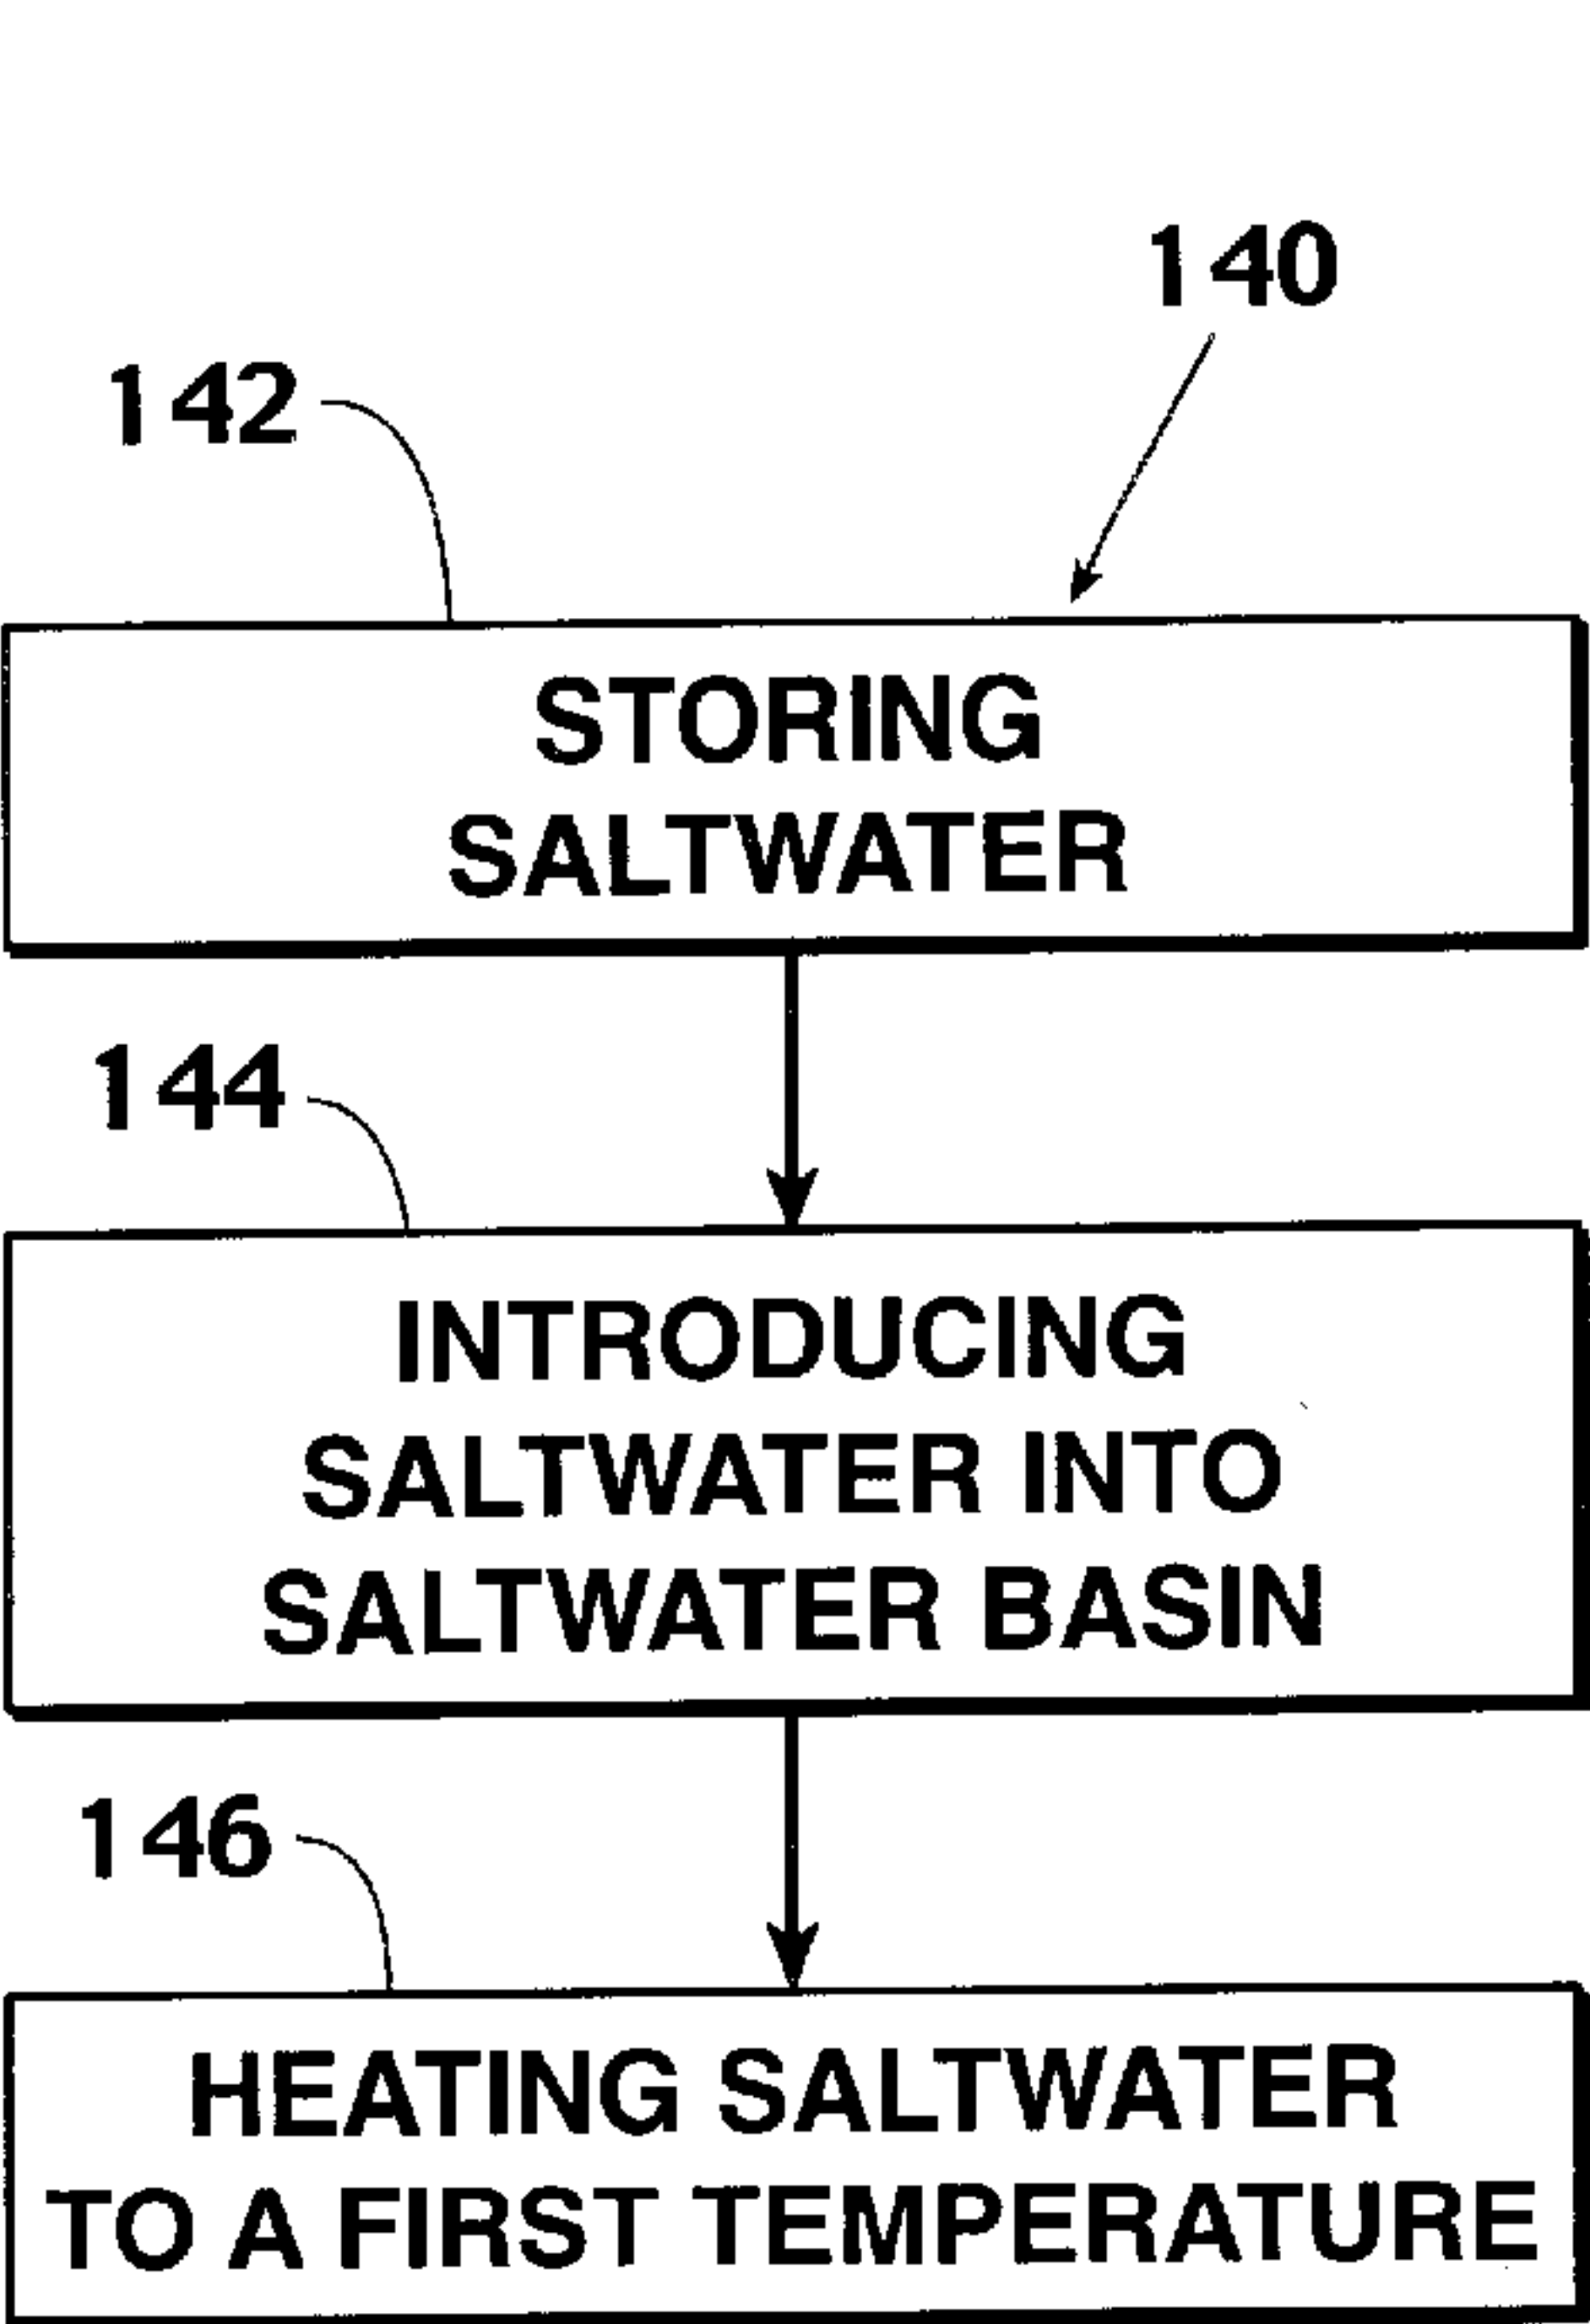 140
142
STORING
SALTWATER
144
INTRODUCING
SALTWATER INTO
SALTWATER BASIN
146
HEATING SALTWATER
TO A FIRST TEMPERATURE